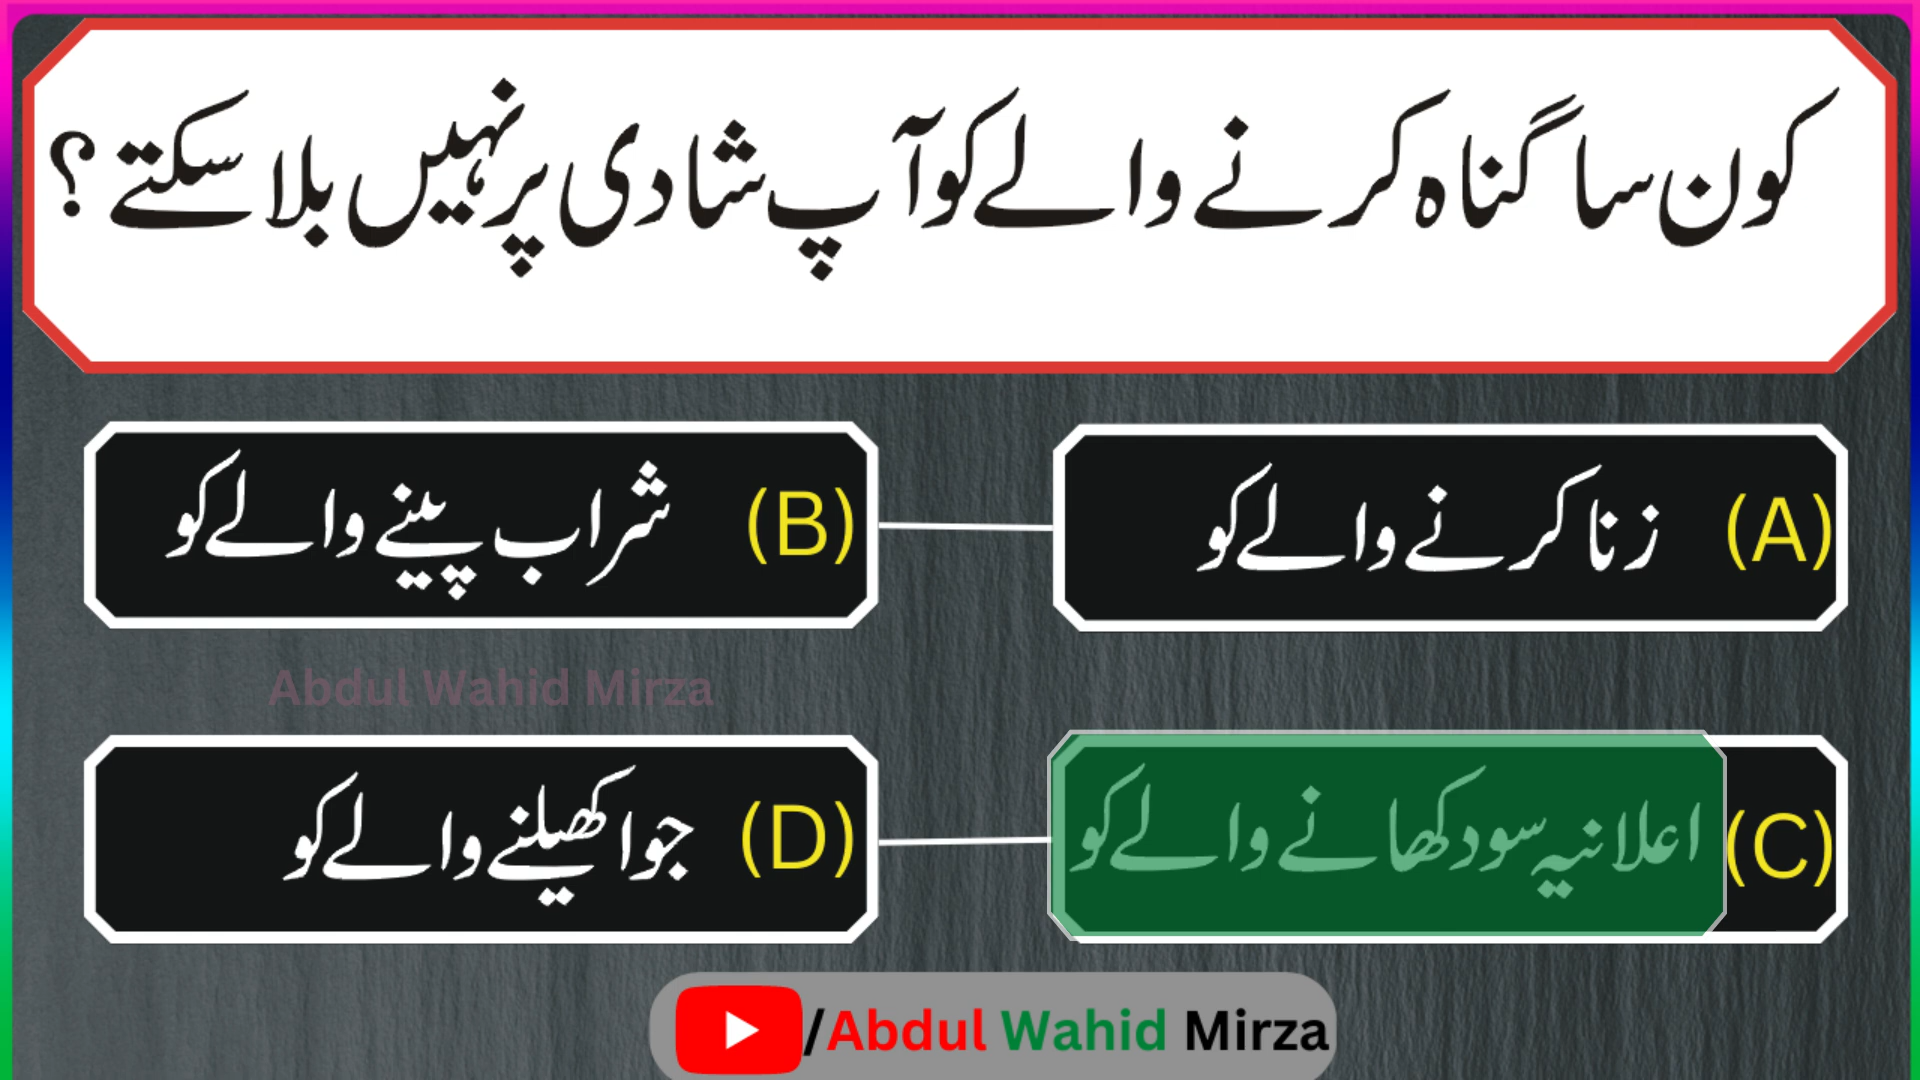 کون سا گناہ کرنے والے کو آپ شادی پر نہیں بلا سکتے ؟
(A) زنا کرنے والے کو
(B) شراب پینے والے کو
Abdul Wahid Mirza
(C) اعلانیہ سود کھانے والے کو
(D) جوا کھیلنے والے کو
/Abdul Wahid Mirza